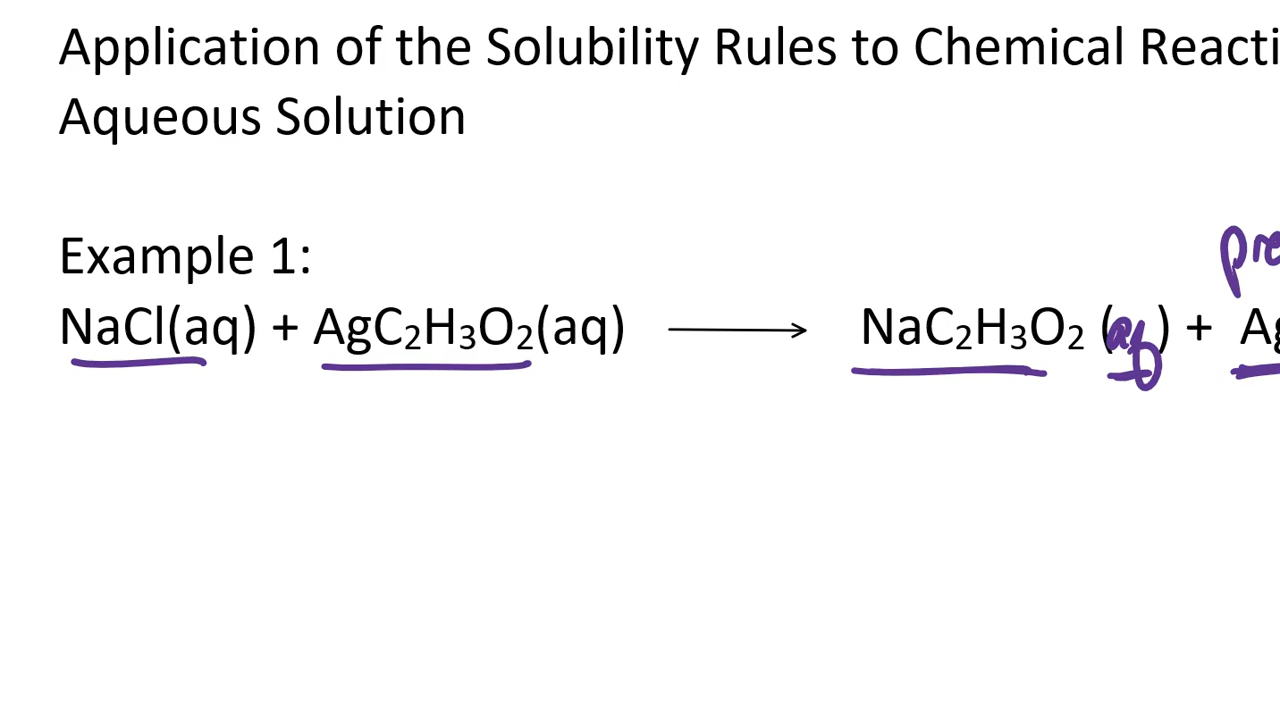 Application of the Solubility Rules to Chemical Reacti
Aqueous Solution
Example 1:
pre
NaCl(aq) + AgC₂H₃O₂(aq) ⟶ NaC₂H₃O₂ (aq) + Ag